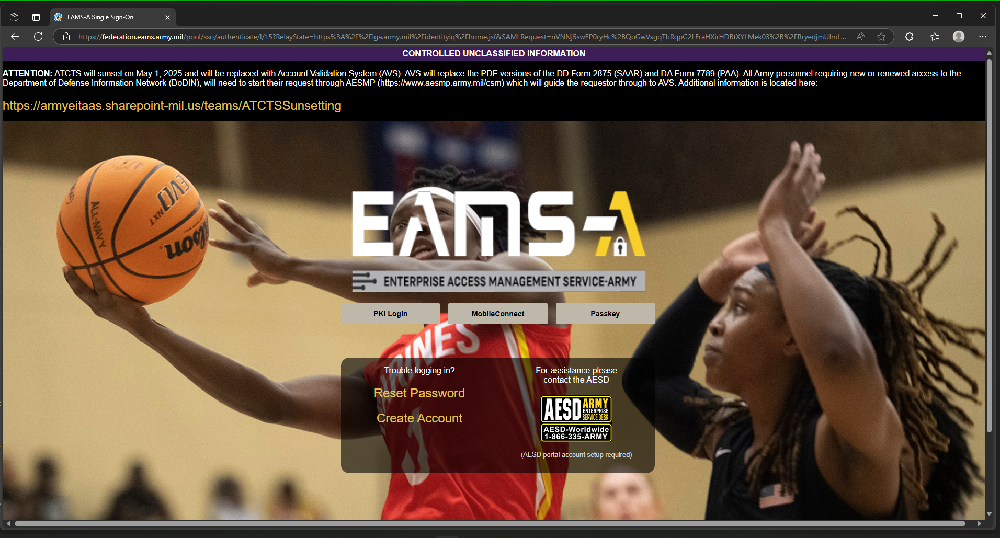 EAMS-A Single Sign-On
https://federation.eams.army.mil/pool/sso/authenticate/l/15?RelayState=https%3A%2F%2Figa.army.mil%2Fidentityiq%2Fhome.jsf&SAMLRequest=nVNNj5swEP0ryHc%2BQoGwVsgqTbRqpG2LEraHXirHDBtXYLMek03%2B%2FRryedjmUImL...
CONTROLLED UNCLASSIFIED INFORMATION
ATTENTION: ATCTS will sunset on May 1, 2025 and will be replaced with Account Validation System (AVS). AVS will replace the PDF versions of the DD Form 2875 (SAAR) and DA Form 7789 (PAA). All Army personnel requiring new or renewed access to the
Department of Defense Information Network (DoDIN), will need to start their request through AESMP (https://www.aesmp.army.mil/csm) which will guide the requestor through to AVS. Additional information is located here:
https://armyeitaas.sharepoint-mil.us/teams/ATCTSSunsetting
EVO
NXT
ALL-NAVY
EAMS-A
ENTERPRISE ACCESS MANAGEMENT SERVICE-ARMY
PKI Login
MobileConnect
Passkey
Trouble logging in?
Reset Password
Create Account
For assistance please
contact the AESD
AESD ARMY
ENTERPRISE
SERVICE DESK
AESD-Worldwide
1-866-335-ARMY
(AESD portal account setup required)